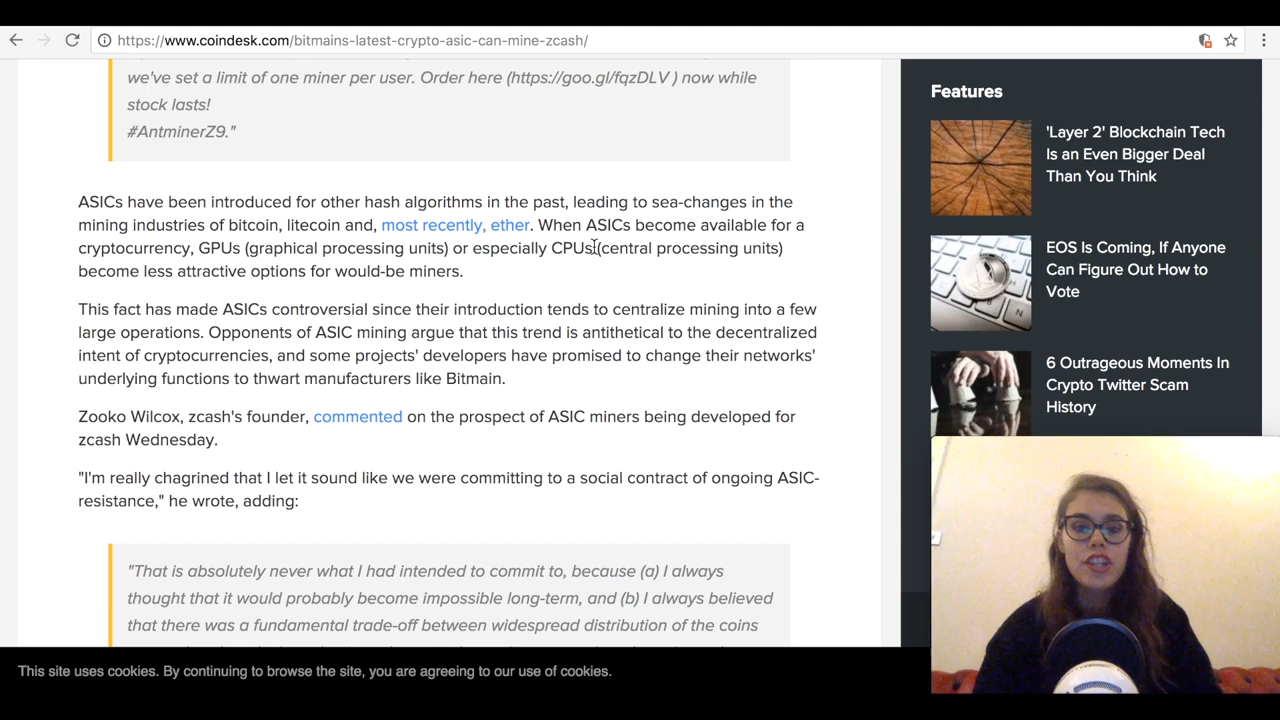 https://www.coindesk.com/bitmains-latest-crypto-asic-can-mine-zcash/
we've set a limit of one miner per user. Order here (https://goo.gl/fqzDLV ) now while
stock lasts!
#AntminerZ9."
ASICs have been introduced for other hash algorithms in the past, leading to sea-changes in the
mining industries of bitcoin, litecoin and, most recently, ether. When ASICs become available for a
cryptocurrency, GPUs (graphical processing units) or especially CPUs (central processing units)
become less attractive options for would-be miners.
This fact has made ASICs controversial since their introduction tends to centralize mining into a few
large operations. Opponents of ASIC mining argue that this trend is antithetical to the decentralized
intent of cryptocurrencies, and some projects' developers have promised to change their networks'
underlying functions to thwart manufacturers like Bitmain.
Zooko Wilcox, zcash's founder, commented on the prospect of ASIC miners being developed for
zcash Wednesday.
"I'm really chagrined that I let it sound like we were committing to a social contract of ongoing ASIC-
resistance," he wrote, adding:
"That is absolutely never what I had intended to commit to, because (a) I always
thought that it would probably become impossible long-term, and (b) I always believed
that there was a fundamental trade-off between widespread distribution of the coins
Features
'Layer 2' Blockchain Tech
Is an Even Bigger Deal
Than You Think
EOS Is Coming, If Anyone
Can Figure Out How to
Vote
6 Outrageous Moments In
Crypto Twitter Scam
History
This site uses cookies. By continuing to browse the site, you are agreeing to our use of cookies.